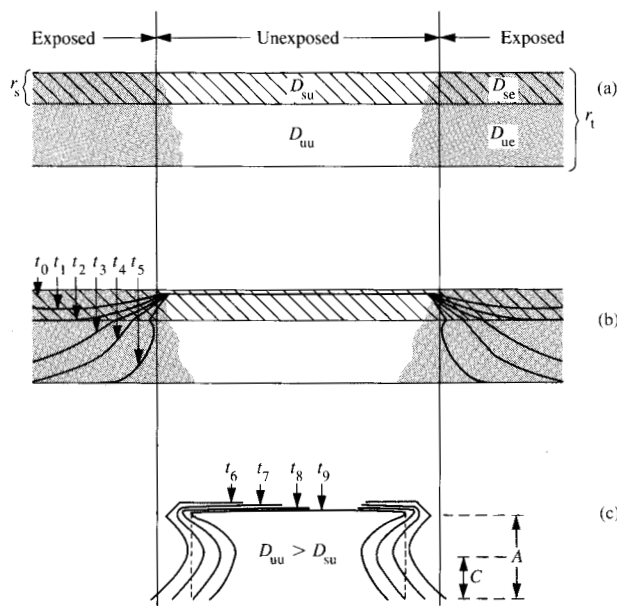 Exposed Unexposed Exposed
r_s D_su D_se (a)
r_t
D_uu D_ue
t_0 t_1 t_2 t_3 t_4 t_5
(b)
t_6 t_7 t_8 t_9
(c)
D_uu > D_su
C A